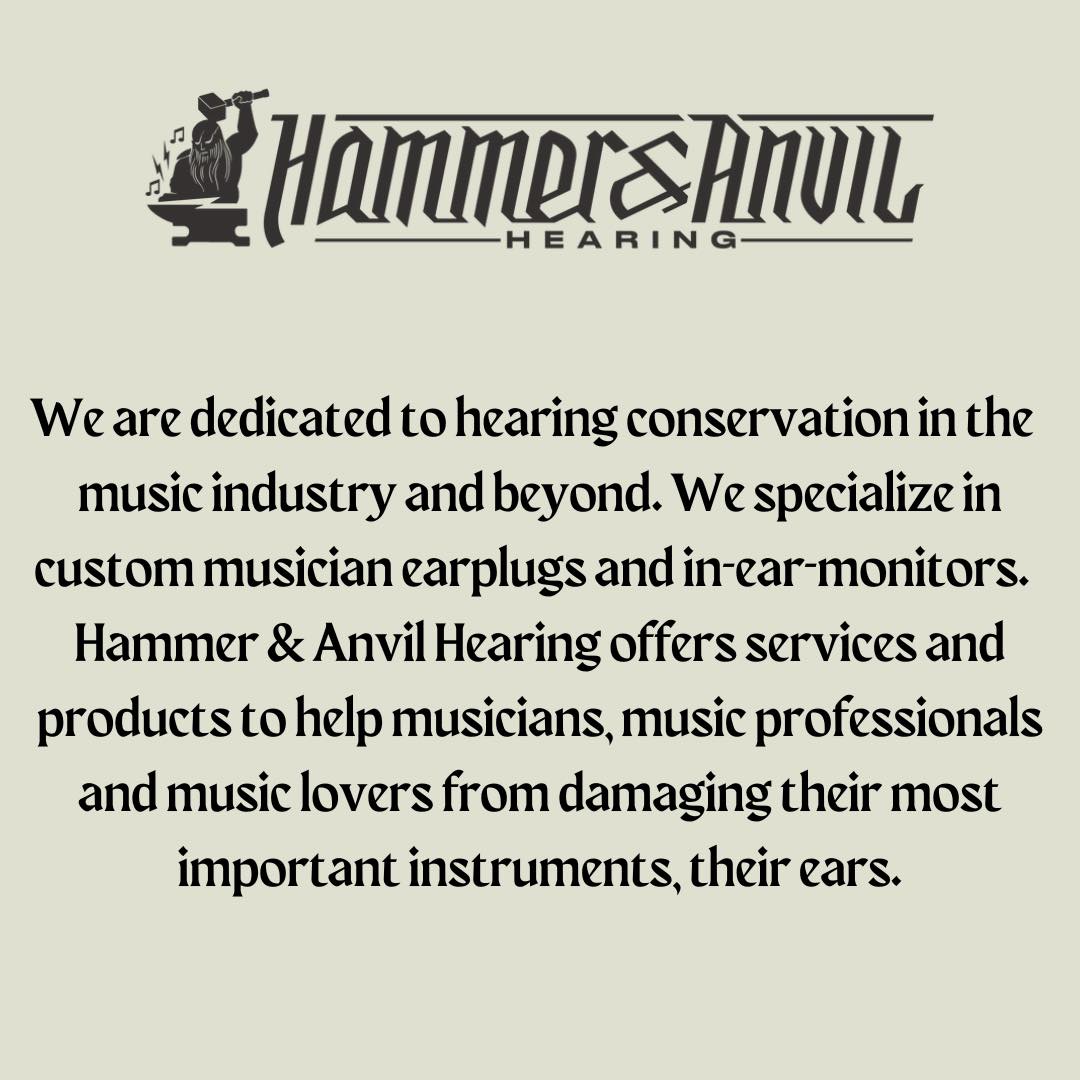 Hammer & Anvil
HEARING
We are dedicated to hearing conservation in the
music industry and beyond. We specialize in
custom musician earplugs and in-ear-monitors.
Hammer & Anvil Hearing offers services and
products to help musicians, music professionals
and music lovers from damaging their most
important instruments, their ears.